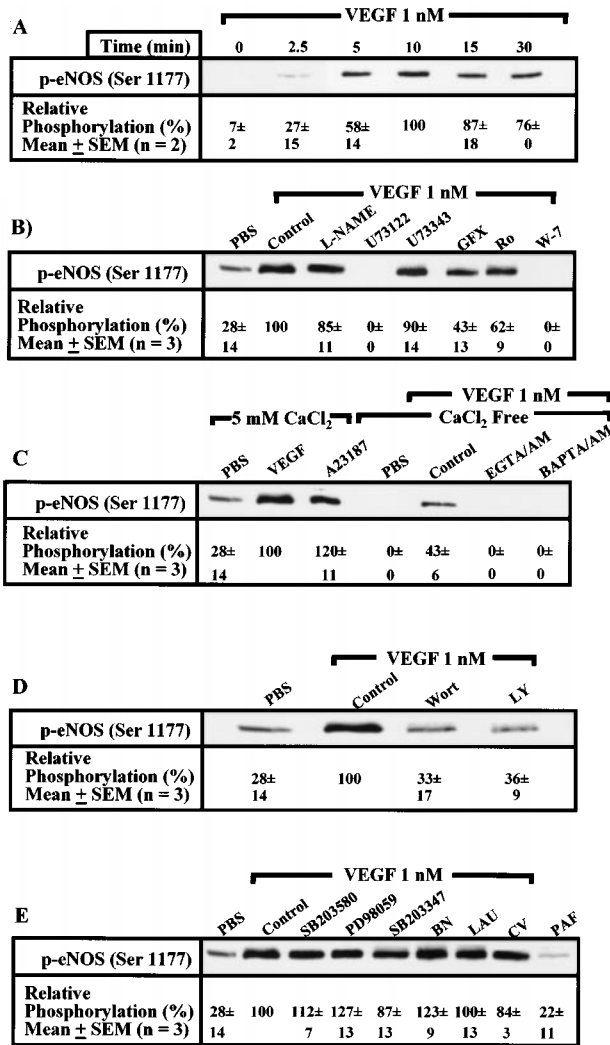 A
VEGF 1 nM
Time (min) 0 2.5 5 10 15 30
p-eNOS (Ser 1177)
Relative
Phosphorylation (%) 7± 27± 58± 100 87± 76±
Mean ± SEM (n = 2) 2 15 14 18 0
B)
VEGF 1 nM
PBS Control L-NAME U73122 U73343 GFX Ro W-7
p-eNOS (Ser 1177)
Relative
Phosphorylation (%) 28± 100 85± 0± 90± 43± 62± 0±
Mean ± SEM (n = 3) 14 11 0 14 13 9 0
VEGF 1 nM
5 mM CaCl2 CaCl2 Free
C
PBS VEGF A23187 PBS Control EGTA/AM BAPTA/AM
p-eNOS (Ser 1177)
Relative
Phosphorylation (%) 28± 100 120± 0± 43± 0± 0±
Mean ± SEM (n = 3) 14 11 0 6 0 0
VEGF 1 nM
D
PBS Control Wort LY
p-eNOS (Ser 1177)
Relative
Phosphorylation (%) 28± 100 33± 36±
Mean ± SEM (n = 3) 14 17 9
VEGF 1 nM
E
PBS Control SB203580 PD98059 SB203347 BN LAU CV PAF
p-eNOS (Ser 1177)
Relative
Phosphorylation (%) 28± 100 112± 127± 87± 123± 100± 84± 22±
Mean ± SEM (n = 3) 14 7 13 13 9 13 3 11